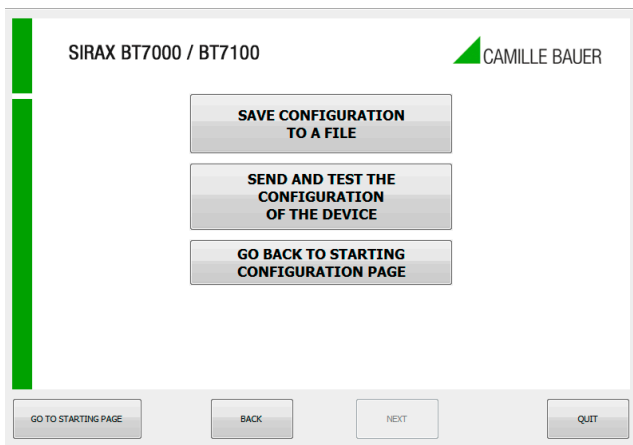 SIRAX BT7000 / BT7100
CAMILLE BAUER
SAVE CONFIGURATION
TO A FILE
SEND AND TEST THE
CONFIGURATION
OF THE DEVICE
GO BACK TO STARTING
CONFIGURATION PAGE
GO TO STARTING PAGE
BACK
NEXT
QUIT